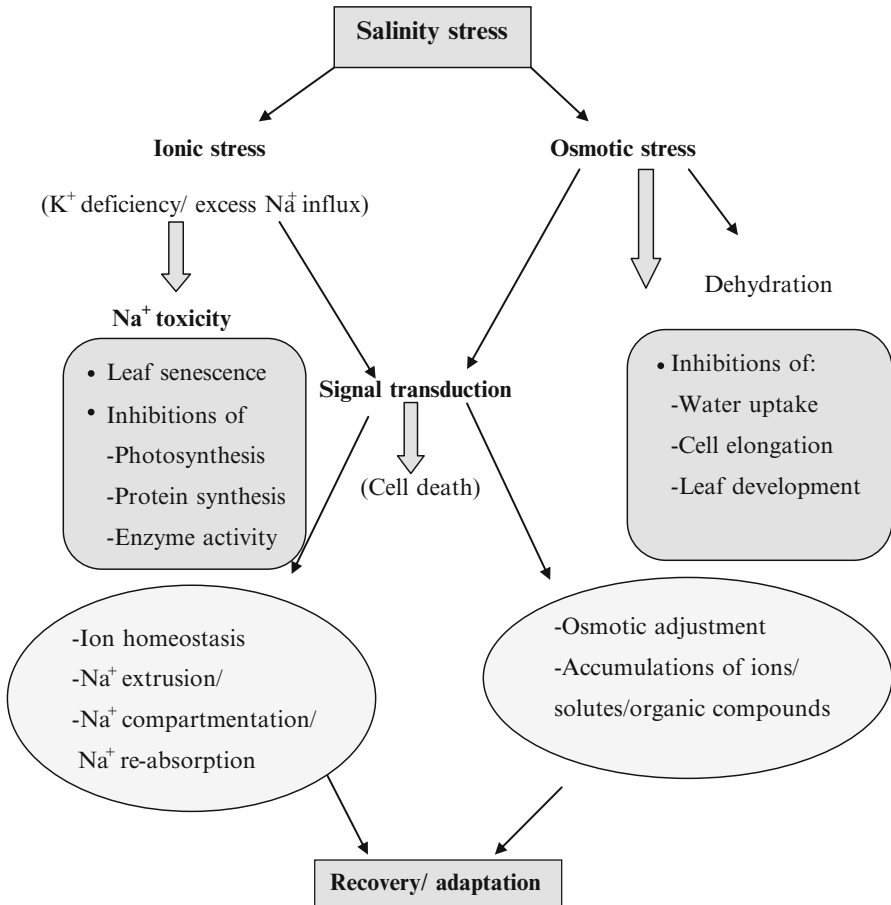 Salinity stress
Ionic stress
Osmotic stress
(K⁺ deficiency/ excess Na⁺ influx)
Dehydration
Na⁺ toxicity
• Leaf senescence
• Inhibitions of
-Photosynthesis
-Protein synthesis
-Enzyme activity
Signal transduction
(Cell death)
• Inhibitions of:
-Water uptake
-Cell elongation
-Leaf development
-Ion homeostasis
-Na⁺ extrusion/
-Na⁺ compartmentation/
Na⁺ re-absorption
-Osmotic adjustment
-Accumulations of ions/
solutes/organic compounds
Recovery/ adaptation